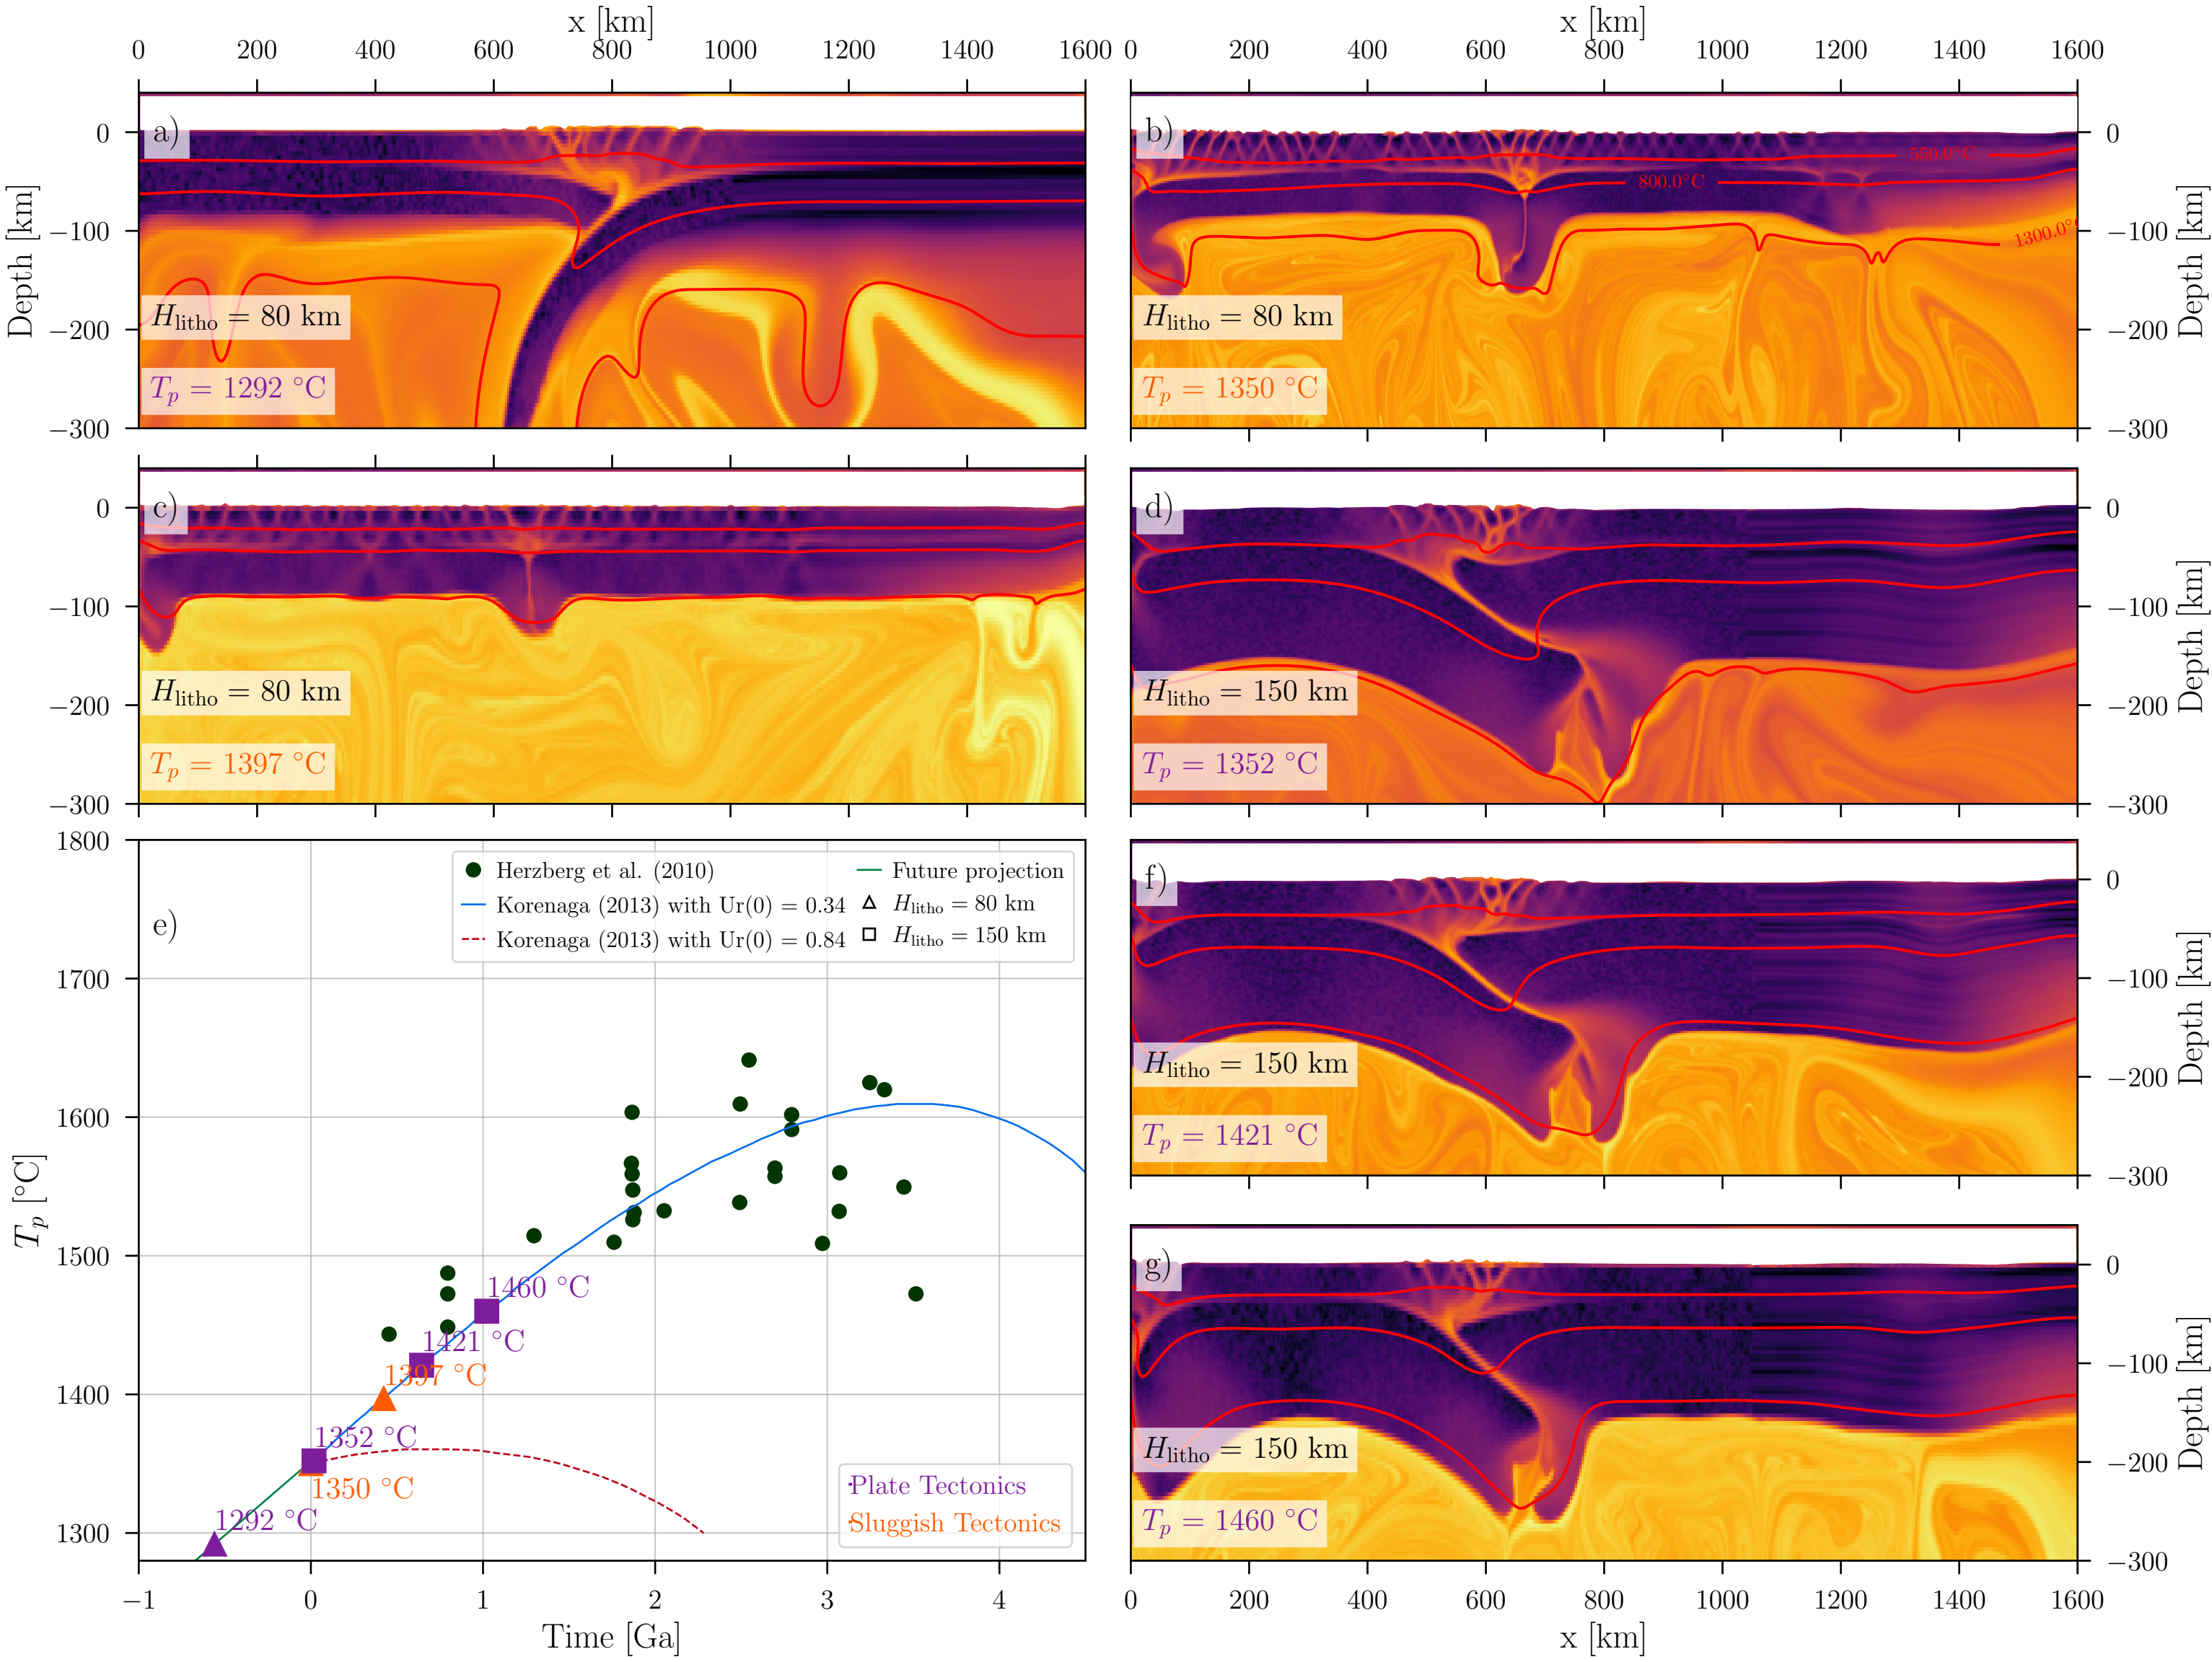 x [km]
x [km]
0 200 400 600 800 1000 1200 1400 1600
0 200 400 600 800 1000 1200 1400 1600
Depth [km]
0
−100
−200
−300
a)
H_litho = 80 km
T_p = 1292 °C
b)
550.0°C
800.0°C
1300.0°
H_litho = 80 km
T_p = 1350 °C
0
−100
−200
−300
Depth [km]
0
−100
−200
−300
c)
H_litho = 80 km
T_p = 1397 °C
d)
H_litho = 150 km
T_p = 1352 °C
0
−100
−200
−300
Depth [km]
T_p [°C]
1800
1700
1600
1500
1400
1300
e)
Herzberg et al. (2010)
Korenaga (2013) with Ur(0) = 0.34
Korenaga (2013) with Ur(0) = 0.84
Future projection
H_litho = 80 km
H_litho = 150 km
1460 °C
1421 °C
1397 °C
1352 °C
1350 °C
1292 °C
Plate Tectonics
Sluggish Tectonics
−1 0 1 2 3 4
Time [Ga]
f)
H_litho = 150 km
T_p = 1421 °C
0
−100
−200
−300
Depth [km]
g)
H_litho = 150 km
T_p = 1460 °C
0
−100
−200
−300
Depth [km]
0 200 400 600 800 1000 1200 1400 1600
x [km]